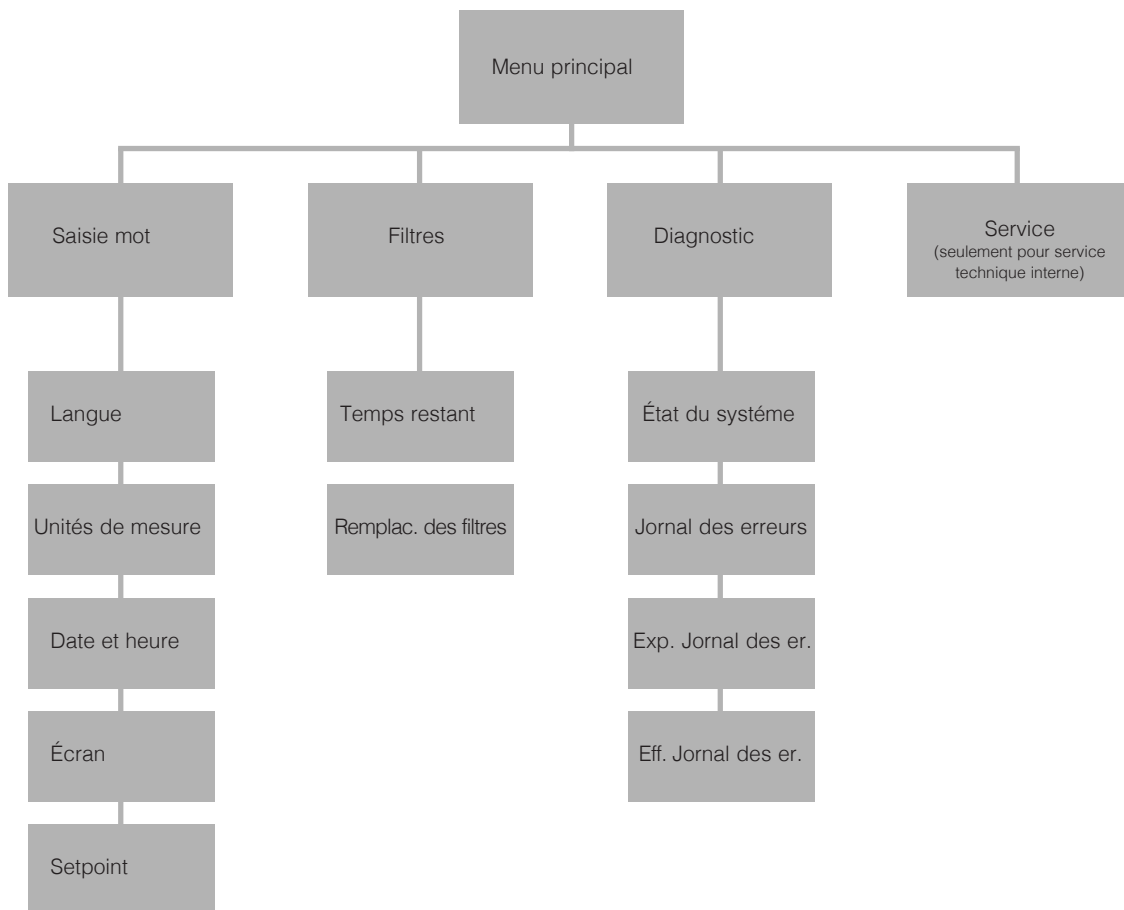 Menu principal
Saisie mot
Filtres
Diagnostic
Service
(seulement pour service
technique interne)
Langue
Temps restant
État du systéme
Unités de mesure
Remplac. des filtres
Jornal des erreurs
Date et heure
Exp. Jornal des er.
Écran
Eff. Jornal des er.
Setpoint